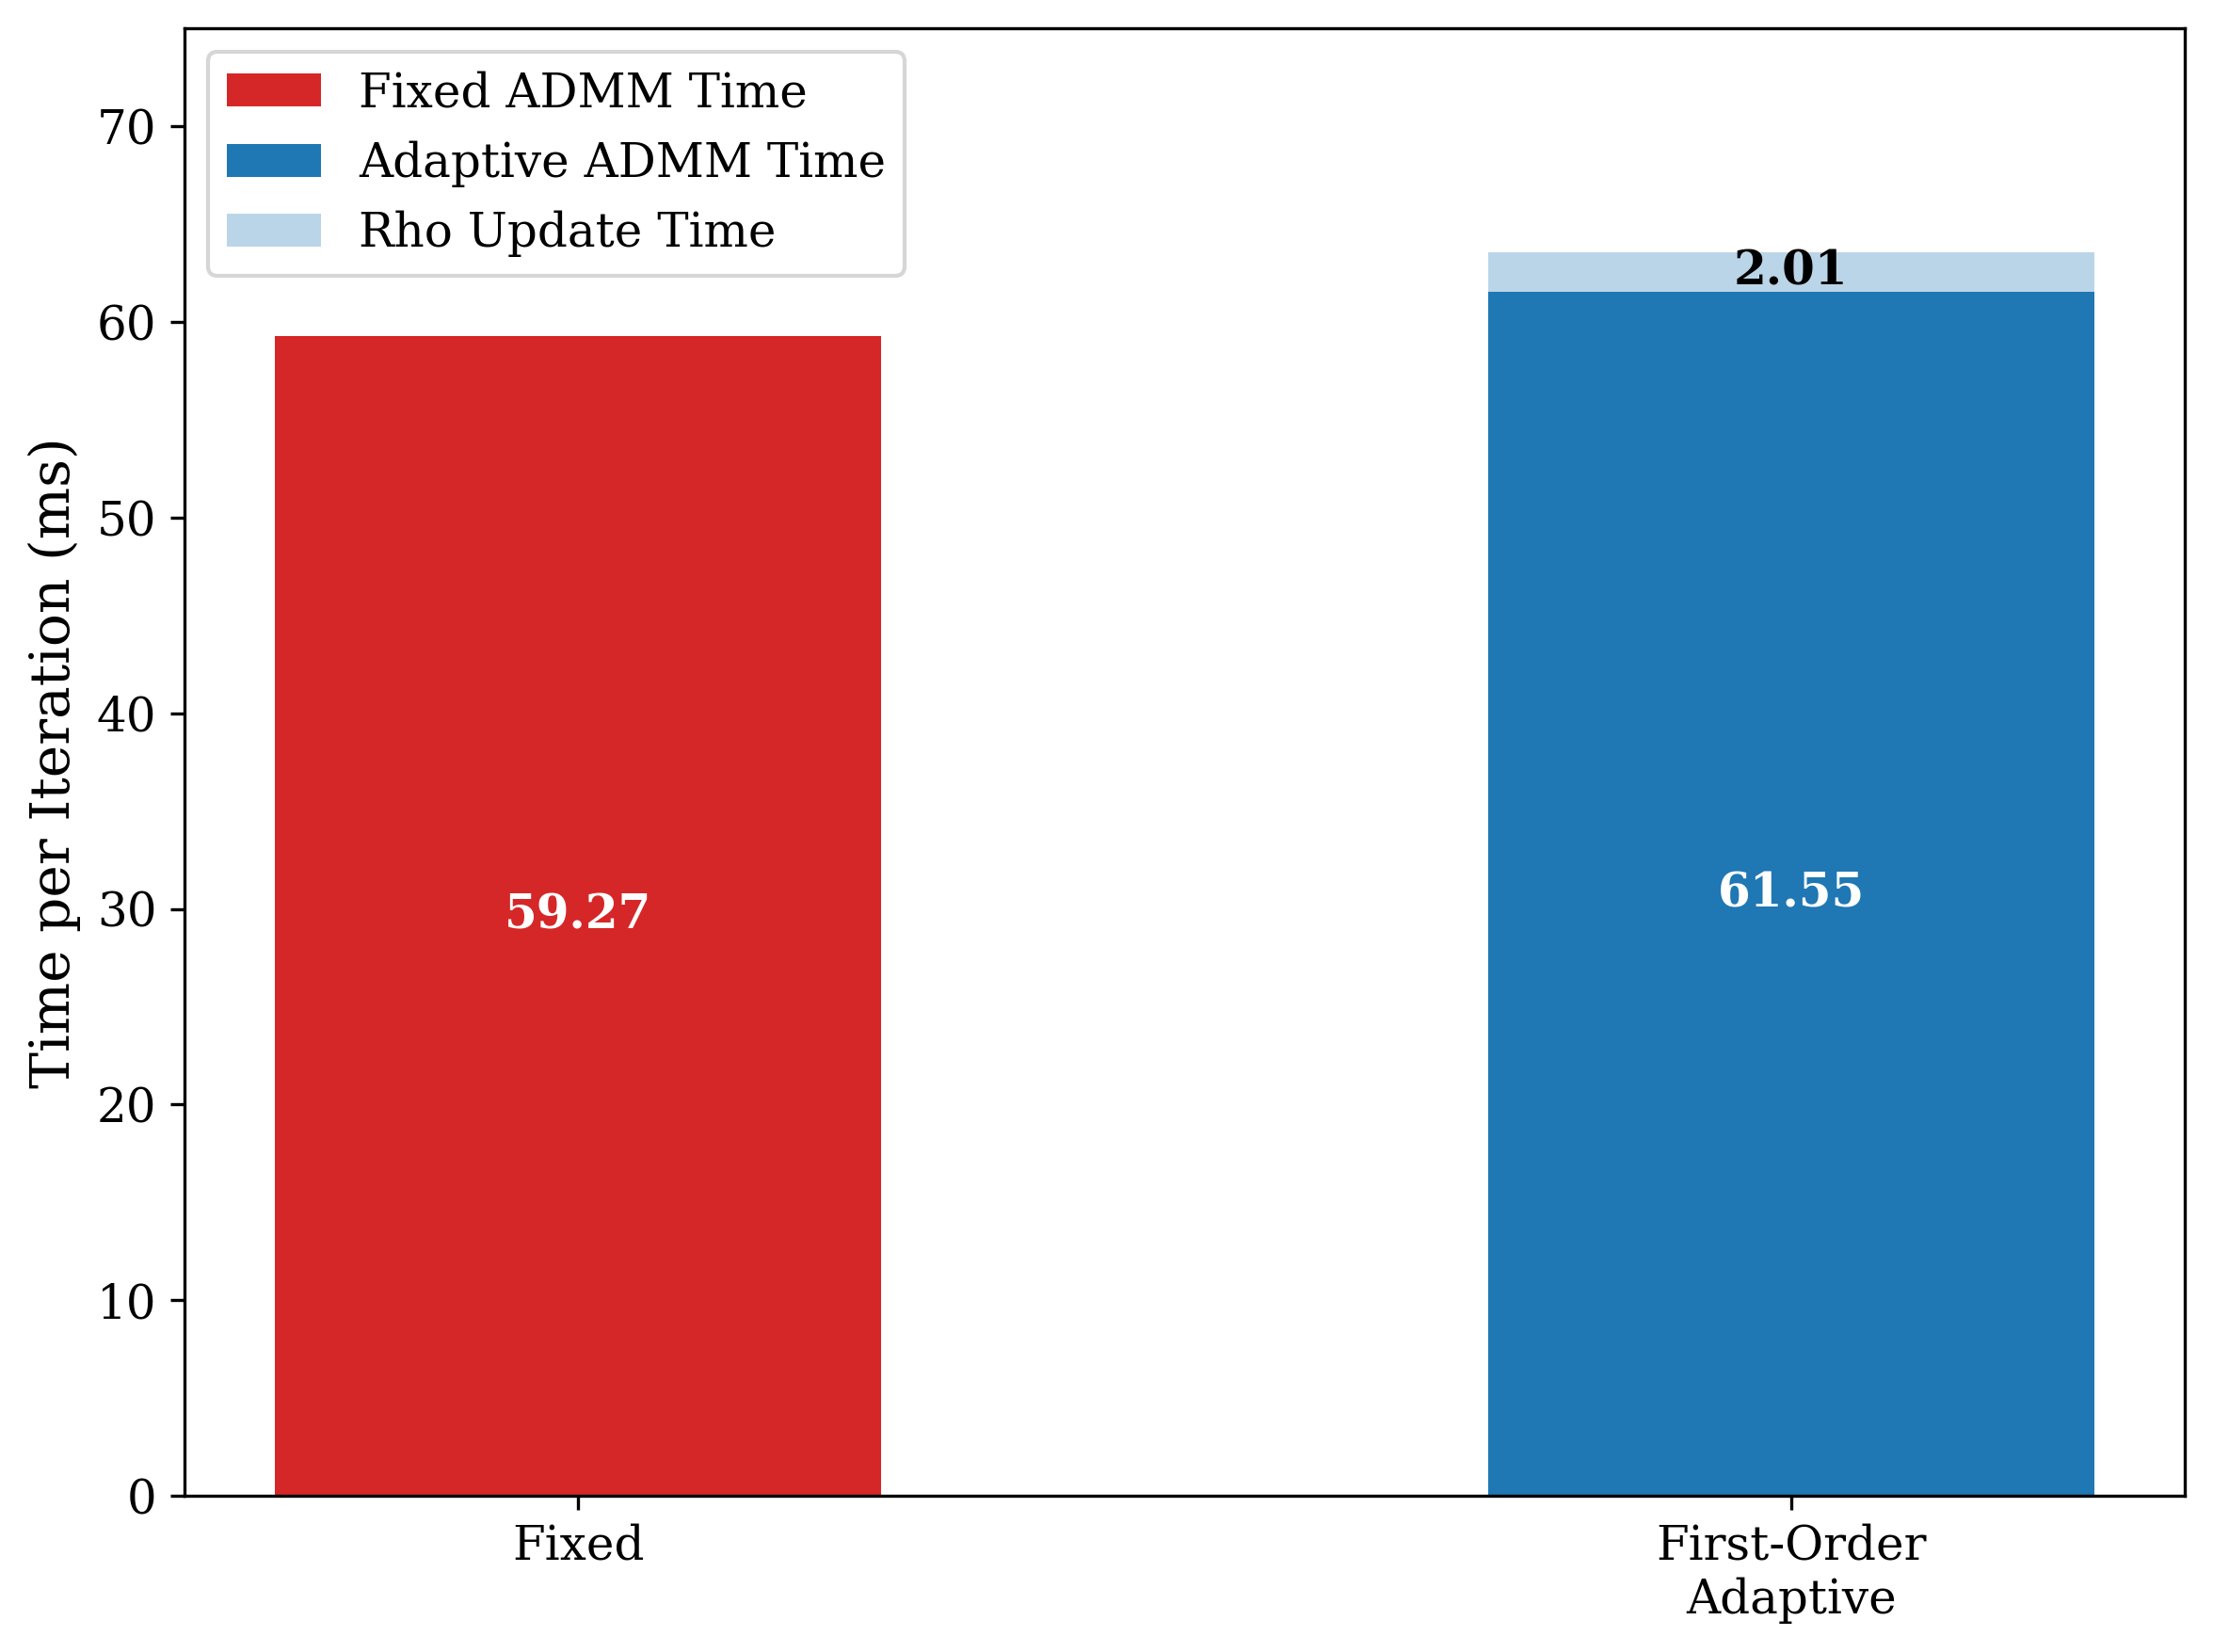 Fixed ADMM Time
Adaptive ADMM Time
Rho Update Time
Time per Iteration (ms)
70
60
50
40
30
20
10
0
2.01
59.27
61.55
Fixed
First-Order
Adaptive